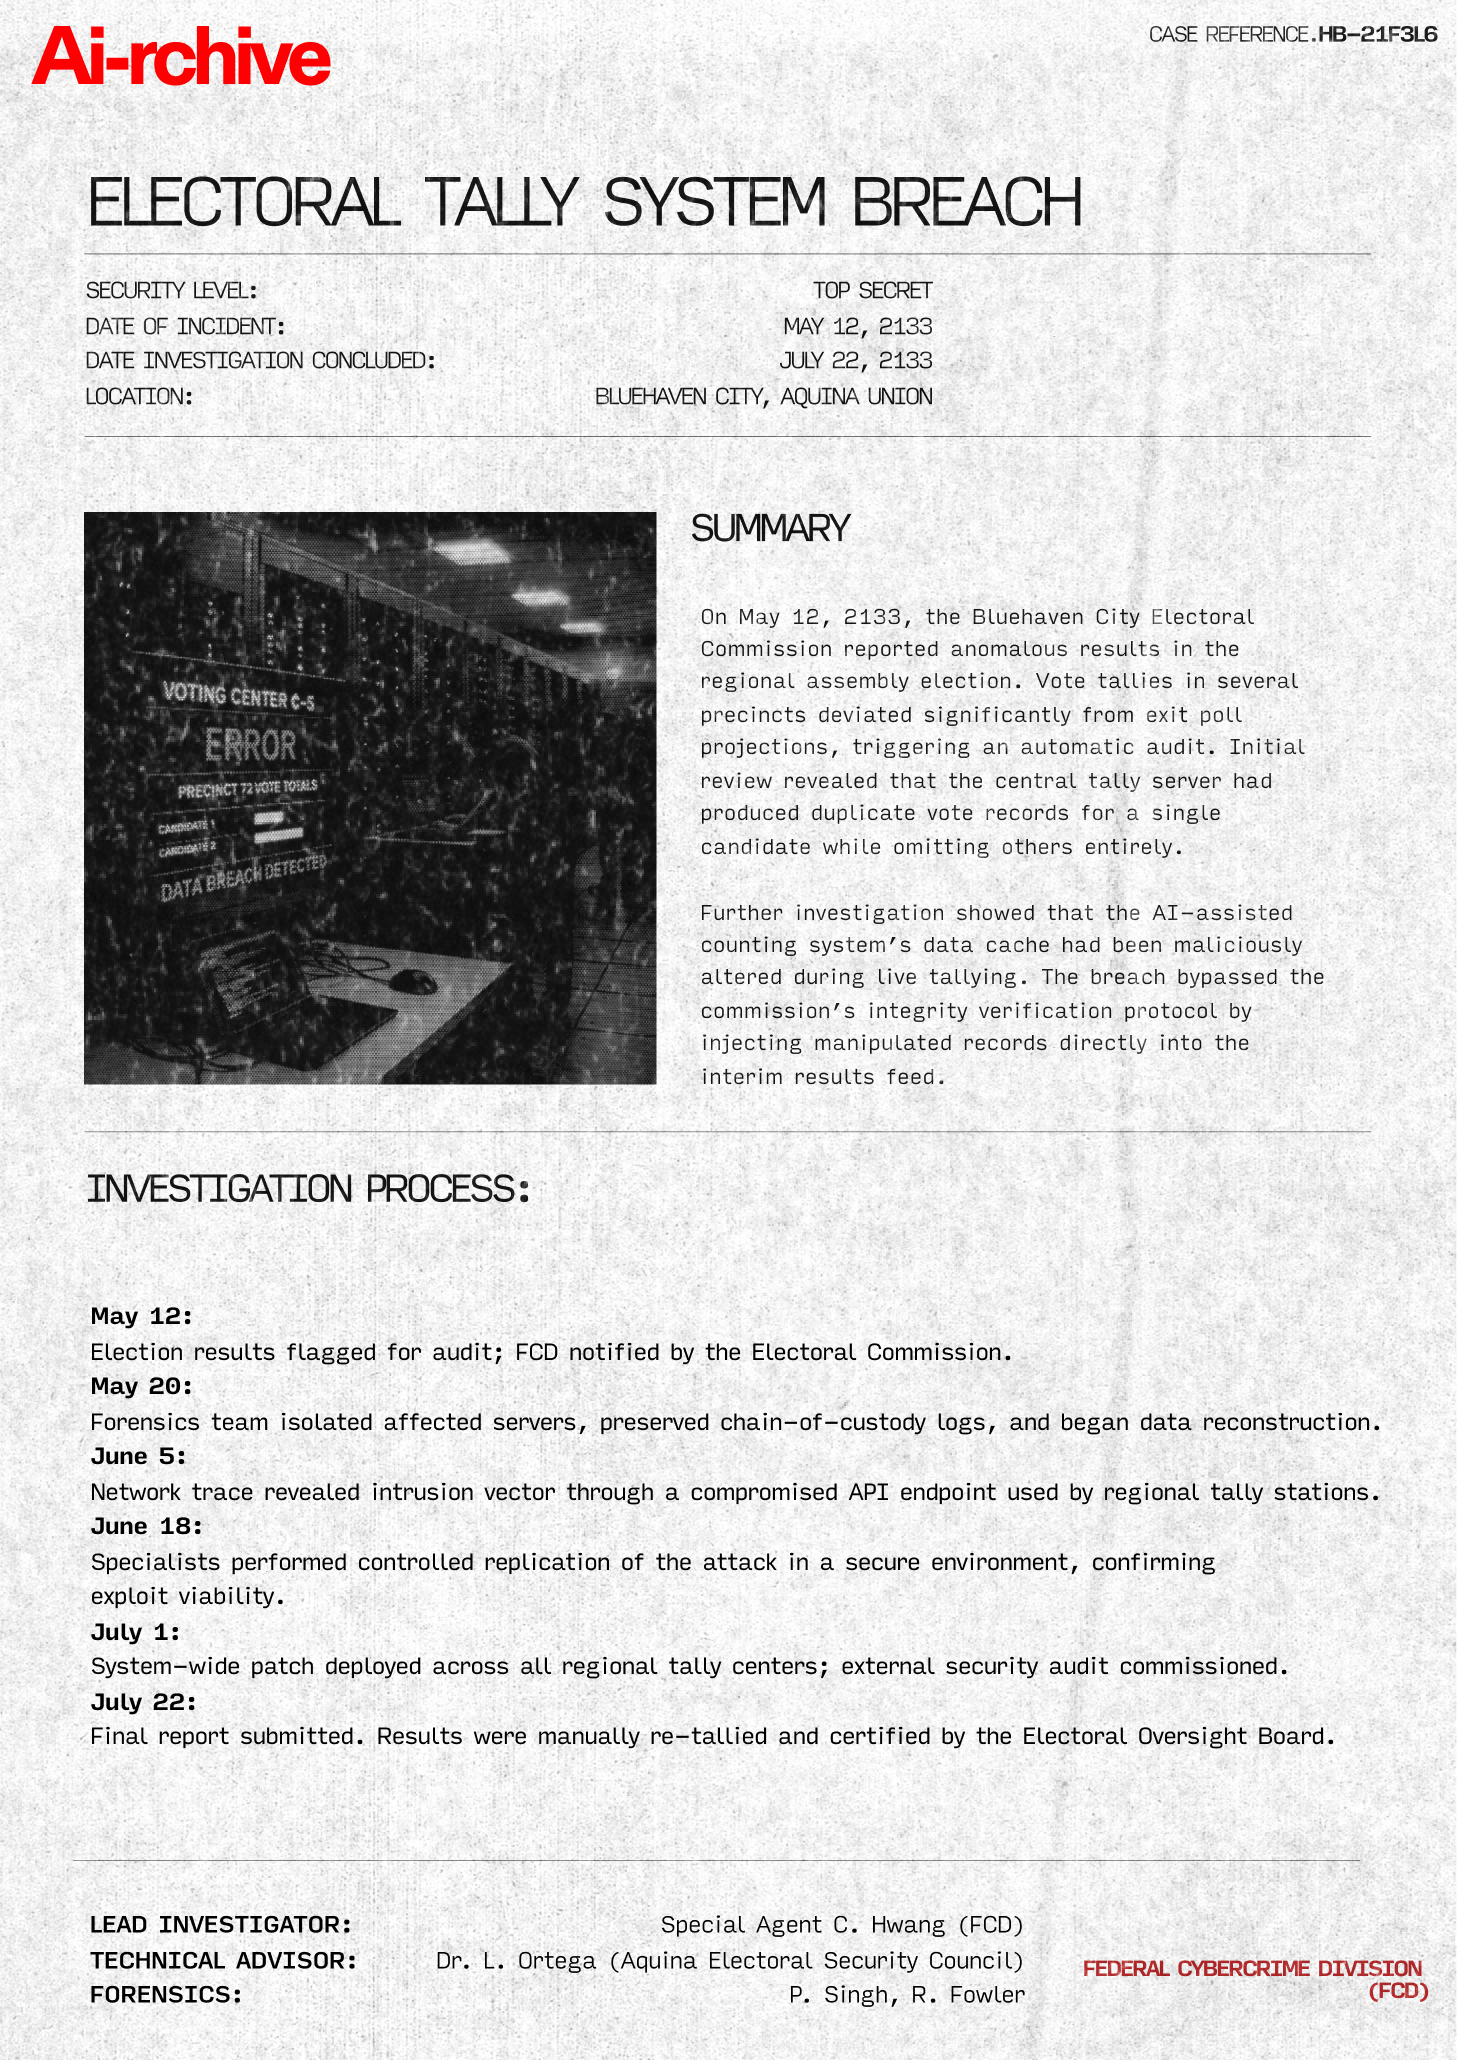 Ai-rchive
CASE REFERENCE.HB-21F3L6
ELECTORAL TALLY SYSTEM BREACH
SECURITY LEVEL: TOP SECRET
DATE OF INCIDENT: MAY 12, 2133
DATE INVESTIGATION CONCLUDED: JULY 22, 2133
LOCATION: BLUEHAVEN CITY, AQUINA UNION
VOTING CENTER C-5
ERROR
PRECINCT 72 VOTE TOTALS
CANDIDATE 1
CANDIDATE 2
DATA BREACH DETECTED
SUMMARY
On May 12, 2133, the Bluehaven City Electoral
Commission reported anomalous results in the
regional assembly election. Vote tallies in several
precincts deviated significantly from exit poll
projections, triggering an automatic audit. Initial
review revealed that the central tally server had
produced duplicate vote records for a single
candidate while omitting others entirely.
Further investigation showed that the AI-assisted
counting system's data cache had been maliciously
altered during live tallying. The breach bypassed the
commission's integrity verification protocol by
injecting manipulated records directly into the
interim results feed.
INVESTIGATION PROCESS:
May 12:
Election results flagged for audit; FCD notified by the Electoral Commission.
May 20:
Forensics team isolated affected servers, preserved chain-of-custody logs, and began data reconstruction.
June 5:
Network trace revealed intrusion vector through a compromised API endpoint used by regional tally stations.
June 18:
Specialists performed controlled replication of the attack in a secure environment, confirming
exploit viability.
July 1:
System-wide patch deployed across all regional tally centers; external security audit commissioned.
July 22:
Final report submitted. Results were manually re-tallied and certified by the Electoral Oversight Board.
LEAD INVESTIGATOR: Special Agent C. Hwang (FCD)
TECHNICAL ADVISOR: Dr. L. Ortega (Aquina Electoral Security Council)
FORENSICS: P. Singh, R. Fowler
FEDERAL CYBERCRIME DIVISION
(FCD)